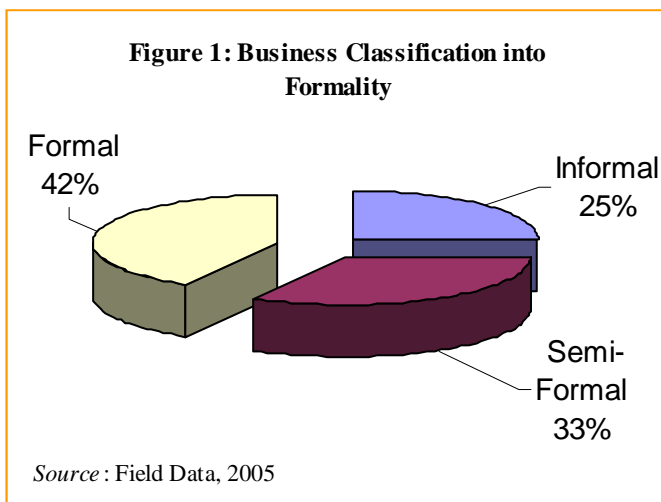 Figure 1: Business Classification into
Formality
Formal
42%
Informal
25%
Semi-
Formal
33%
Source: Field Data, 2005